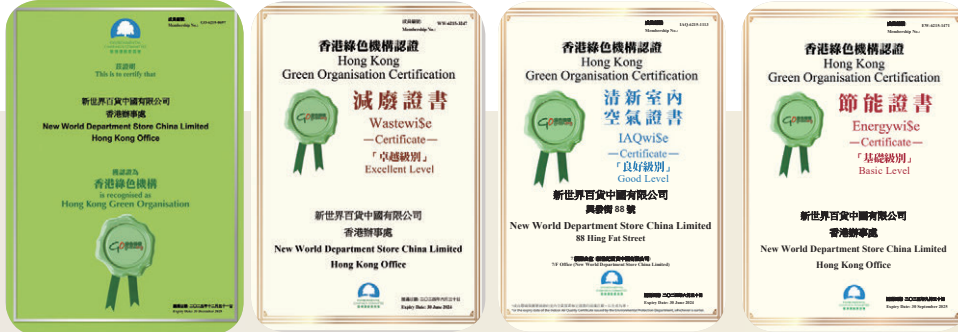 茲證明
This is to certify that
新世界百貨中國有限公司
香港辦事處
New World Department Store China Limited
Hong Kong Office
獲認證為
香港綠色機構
is recognised as
Hong Kong Green Organisation
Membership No.:
香港綠色機構認證
Hong Kong
Green Organisation Certification
減廢證書
Wastewi$e
Certificate
「卓越級別」
Excellent Level
新世界百貨中國有限公司
香港辦事處
New World Department Store China Limited
Hong Kong Office
Expiry Date: 30 June 2024
Membership No.:
香港綠色機構認證
Hong Kong
Green Organisation Certification
清新室內
空氣證書
IAQwi$e
Certificate
「良好級別」
Good Level
新世界百貨中國有限公司
興發街 88 號
New World Department Store China Limited
88 Hing Fat Street
7/F Office (New World Department Store China Limited)
Expiry Date: 30 June 2024
Membership No.:
香港綠色機構認證
Hong Kong
Green Organisation Certification
節能證書
Energywi$e
Certificate
「基礎級別」
Basic Level
新世界百貨中國有限公司
香港辦事處
New World Department Store China Limited
Hong Kong Office
Expiry Date: 30 September 2025